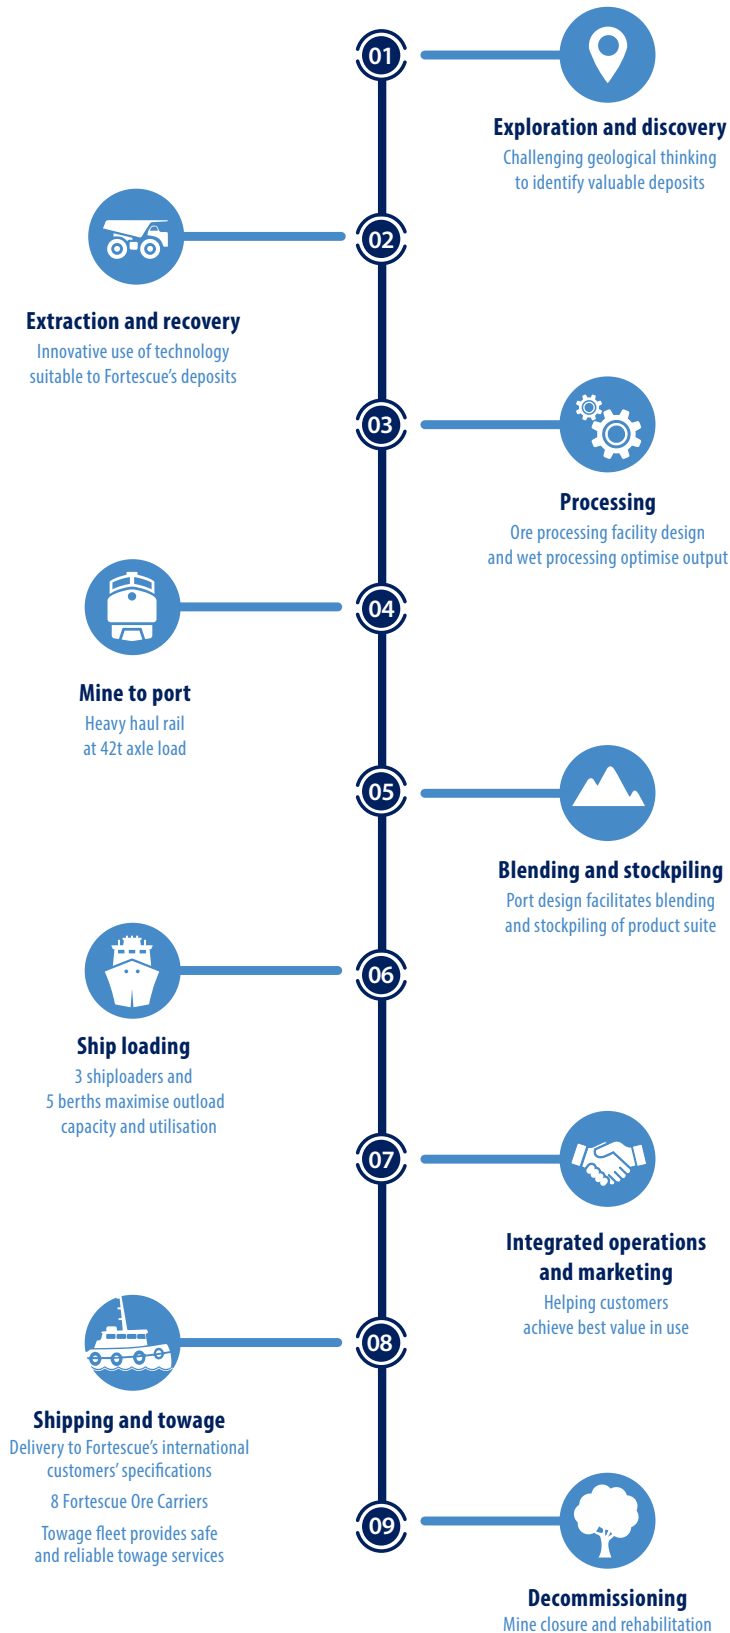 01
Exploration and discovery
Challenging geological thinking
to identify valuable deposits
02
Extraction and recovery
Innovative use of technology
suitable to Fortescue's deposits
03
Processing
Ore processing facility design
and wet processing optimise output
04
Mine to port
Heavy haul rail
at 42t axle load
05
Blending and stockpiling
Port design facilitates blending
and stockpiling of product suite
06
Ship loading
3 shiploaders and
5 berths maximise outload
capacity and utilisation
07
Integrated operations
and marketing
Helping customers
achieve best value in use
08
Shipping and towage
Delivery to Fortescue's international
customers' specifications
8 Fortescue Ore Carriers
Towage fleet provides safe
and reliable towage services
09
Decommissioning
Mine closure and rehabilitation